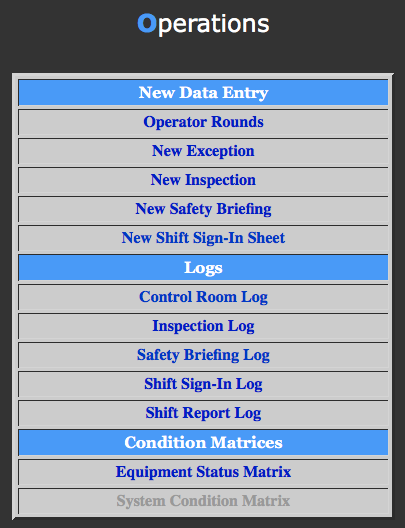 Operations
New Data Entry
Operator Rounds
New Exception
New Inspection
New Safety Briefing
New Shift Sign-In Sheet
Logs
Control Room Log
Inspection Log
Safety Briefing Log
Shift Sign-In Log
Shift Report Log
Condition Matrices
Equipment Status Matrix
System Condition Matrix